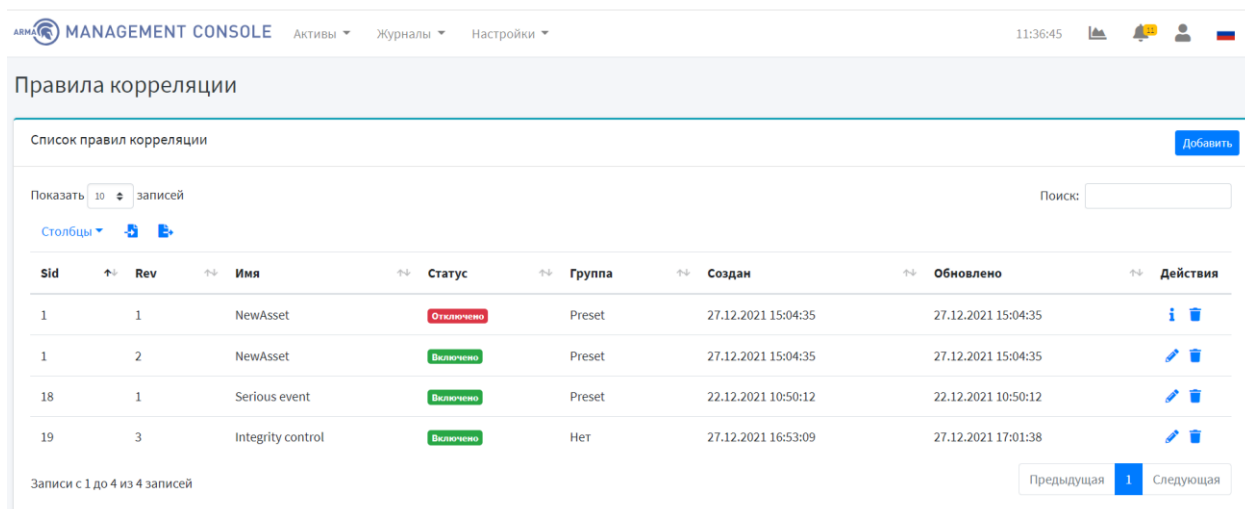 ARMA MANAGEMENT CONSOLE Активы Журналы Настройки 11:36:45 11
Правила корреляции
Список правил корреляции Добавить
Показать 10 записей Поиск:
Столбцы
Sid Rev Имя Статус Группа Создан Обновлено Действия
1 1 NewAsset Отключено Preset 27.12.2021 15:04:35 27.12.2021 15:04:35
1 2 NewAsset Включено Preset 27.12.2021 15:04:35 27.12.2021 15:04:35
18 1 Serious event Включено Preset 22.12.2021 10:50:12 22.12.2021 10:50:12
19 3 Integrity control Включено Нет 27.12.2021 16:53:09 27.12.2021 17:01:38
Записи с 1 до 4 из 4 записей Предыдущая 1 Следующая